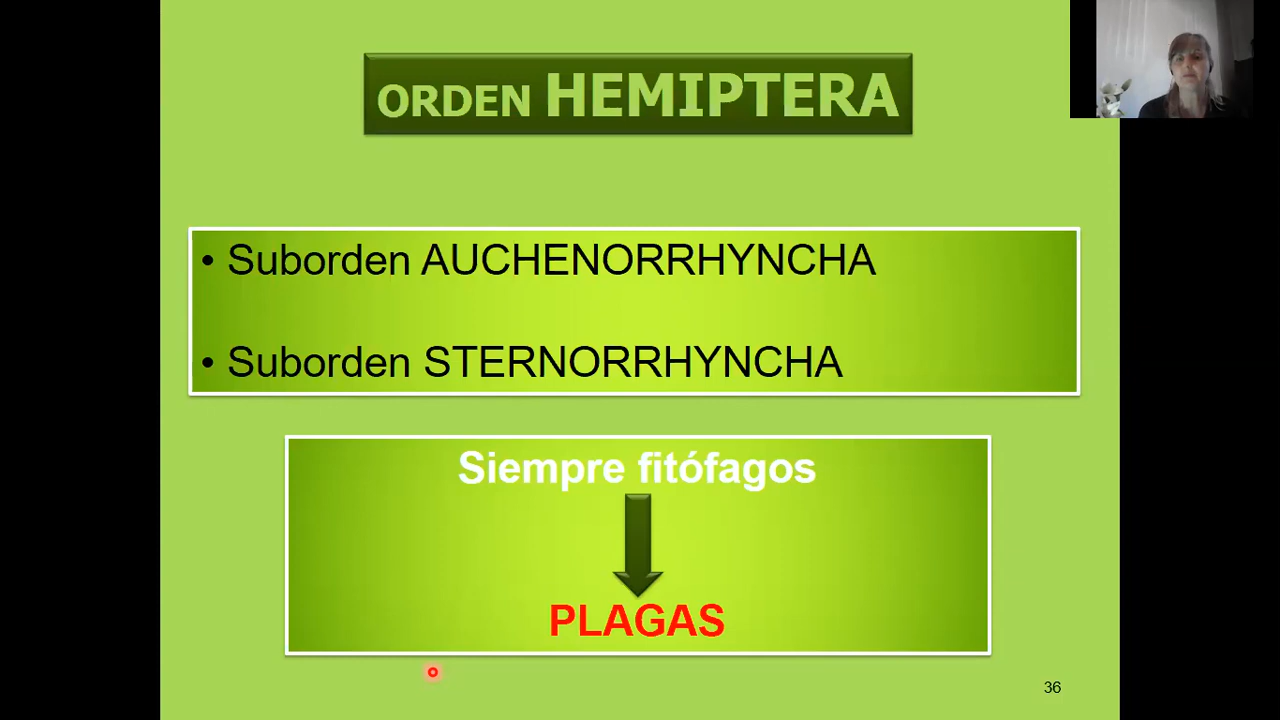 ORDEN HEMIPTERA
• Suborden AUCHENORRHYNCHA
• Suborden STERNORRHYNCHA
Siempre fitófagos
PLAGAS
36